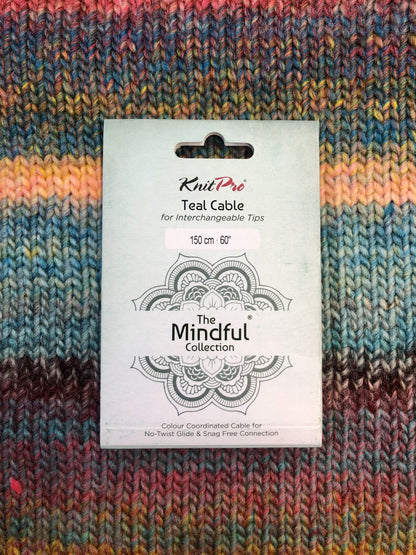 KnitPro®
Teal Cable
for Interchangeable Tips
150 cm - 60"
The
Mindful®
Collection
Colour Coordinated Cable for
No-Twist Glide & Snag Free Connection